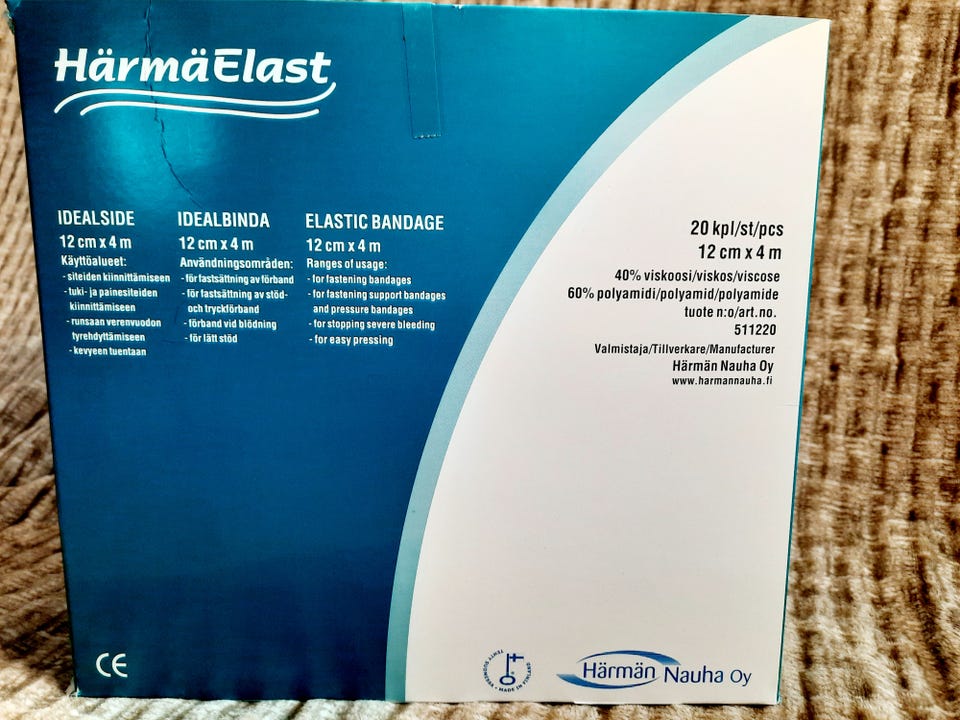 HärmäElast
IDEALSIDE
12 cm x 4 m
Käyttöalueet:
- siteiden kiinnittämiseen
- tuki- ja painesiteiden
kiinnittämiseen
- runsaan verenvuodon
tyrehdyttämiseen
- kevyeen tuentaan
IDEALBINDA
12 cm x 4 m
Användningsområden:
- för fastsättning av förband
- för fastsättning av stöd-
och tryckförband
- förband vid blödning
- för lätt stöd
ELASTIC BANDAGE
12 cm x 4 m
Ranges of usage:
- for fastening bandages
- for fastening support bandages
and pressure bandages
- for stopping severe bleeding
- for easy pressing
20 kpl/st/pcs
12 cm x 4 m
40% viskoosi/viskos/viscose
60% polyamidi/polyamid/polyamide
tuote n:o/art.no.
511220
Valmistaja/Tillverkare/Manufacturer
Härmän Nauha Oy
www.harmannauha.fi
CE
TEHTY SUOMESSA • MADE IN FINLAND
Härmän Nauha Oy